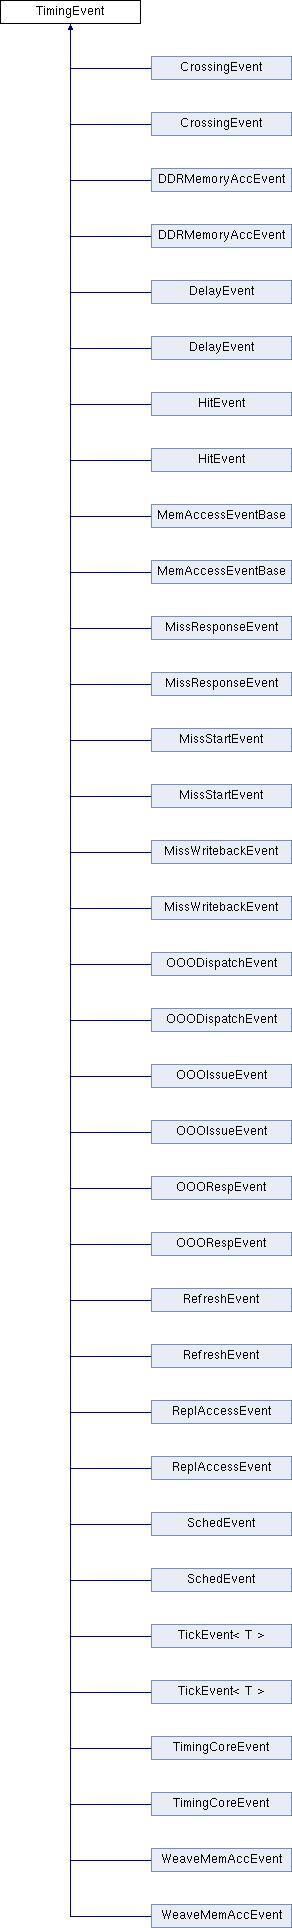 TimingEvent
CrossingEvent
CrossingEvent
DDRMemoryAccEvent
DDRMemoryAccEvent
DelayEvent
DelayEvent
HitEvent
HitEvent
MemAccessEventBase
MemAccessEventBase
MissResponseEvent
MissResponseEvent
MissStartEvent
MissStartEvent
MissWritebackEvent
MissWritebackEvent
OOODispatchEvent
OOODispatchEvent
OOOIssueEvent
OOOIssueEvent
OOORespEvent
OOORespEvent
RefreshEvent
RefreshEvent
ReplAccessEvent
ReplAccessEvent
SchedEvent
SchedEvent
TickEvent< T >
TickEvent< T >
TimingCoreEvent
TimingCoreEvent
WeaveMemAccEvent
WeaveMemAccEvent